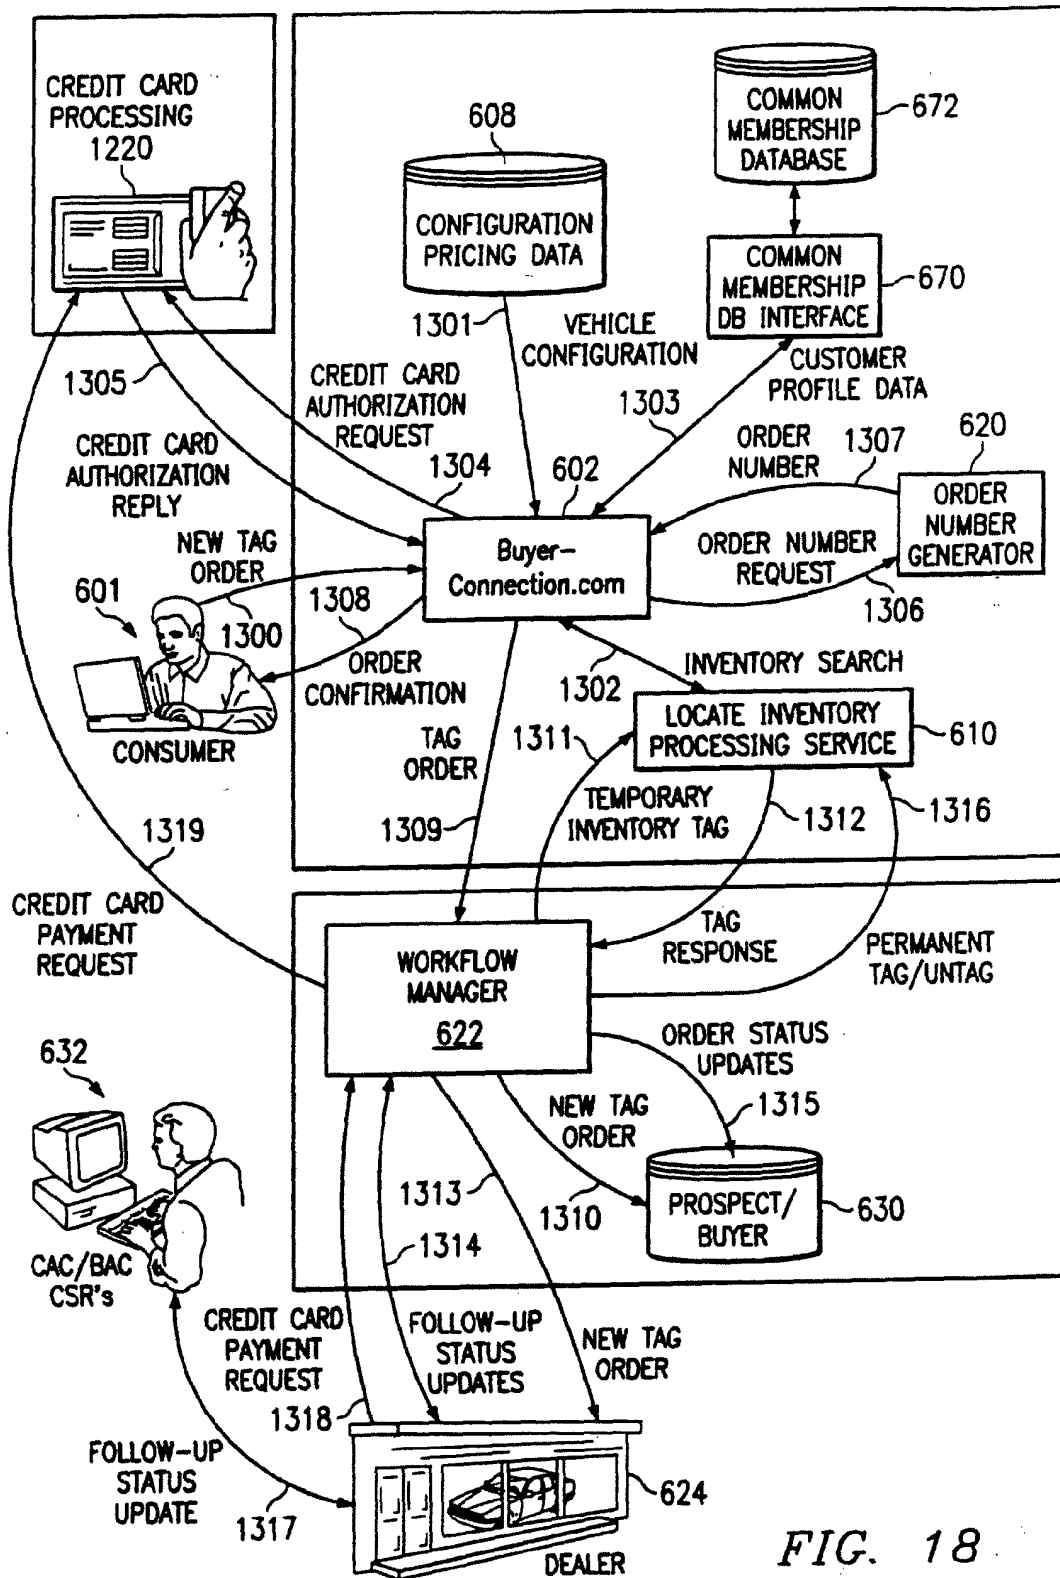 CREDIT CARD
PROCESSING
1220
608
CONFIGURATION
PRICING DATA
COMMON
MEMBERSHIP
DATABASE
672
COMMON
MEMBERSHIP
DB INTERFACE
670
1301
VEHICLE
CONFIGURATION
CUSTOMER
PROFILE DATA
1303
1305
CREDIT CARD
AUTHORIZATION
REQUEST
1304
CREDIT CARD
AUTHORIZATION
REPLY
602
Buyer-
Connection.com
ORDER
NUMBER
1307
620
ORDER
NUMBER
GENERATOR
ORDER NUMBER
REQUEST
1306
NEW TAG
ORDER
601
1300
1308
ORDER
CONFIRMATION
CONSUMER
1302
INVENTORY SEARCH
LOCATE INVENTORY
PROCESSING SERVICE
610
TAG
ORDER
1309
1311
TEMPORARY
INVENTORY TAG
1312
1316
1319
CREDIT CARD
PAYMENT
REQUEST
WORKFLOW
MANAGER
622
TAG
RESPONSE
PERMANENT
TAG/UNTAG
ORDER STATUS
UPDATES
1315
NEW TAG
ORDER
1310
PROSPECT/
BUYER
630
632
CAC/BAC
CSR's
1313
1314
CREDIT CARD
PAYMENT
REQUEST
1318
FOLLOW-UP
STATUS
UPDATES
NEW TAG
ORDER
FOLLOW-UP
STATUS
UPDATE
1317
624
DEALER
FIG. 18